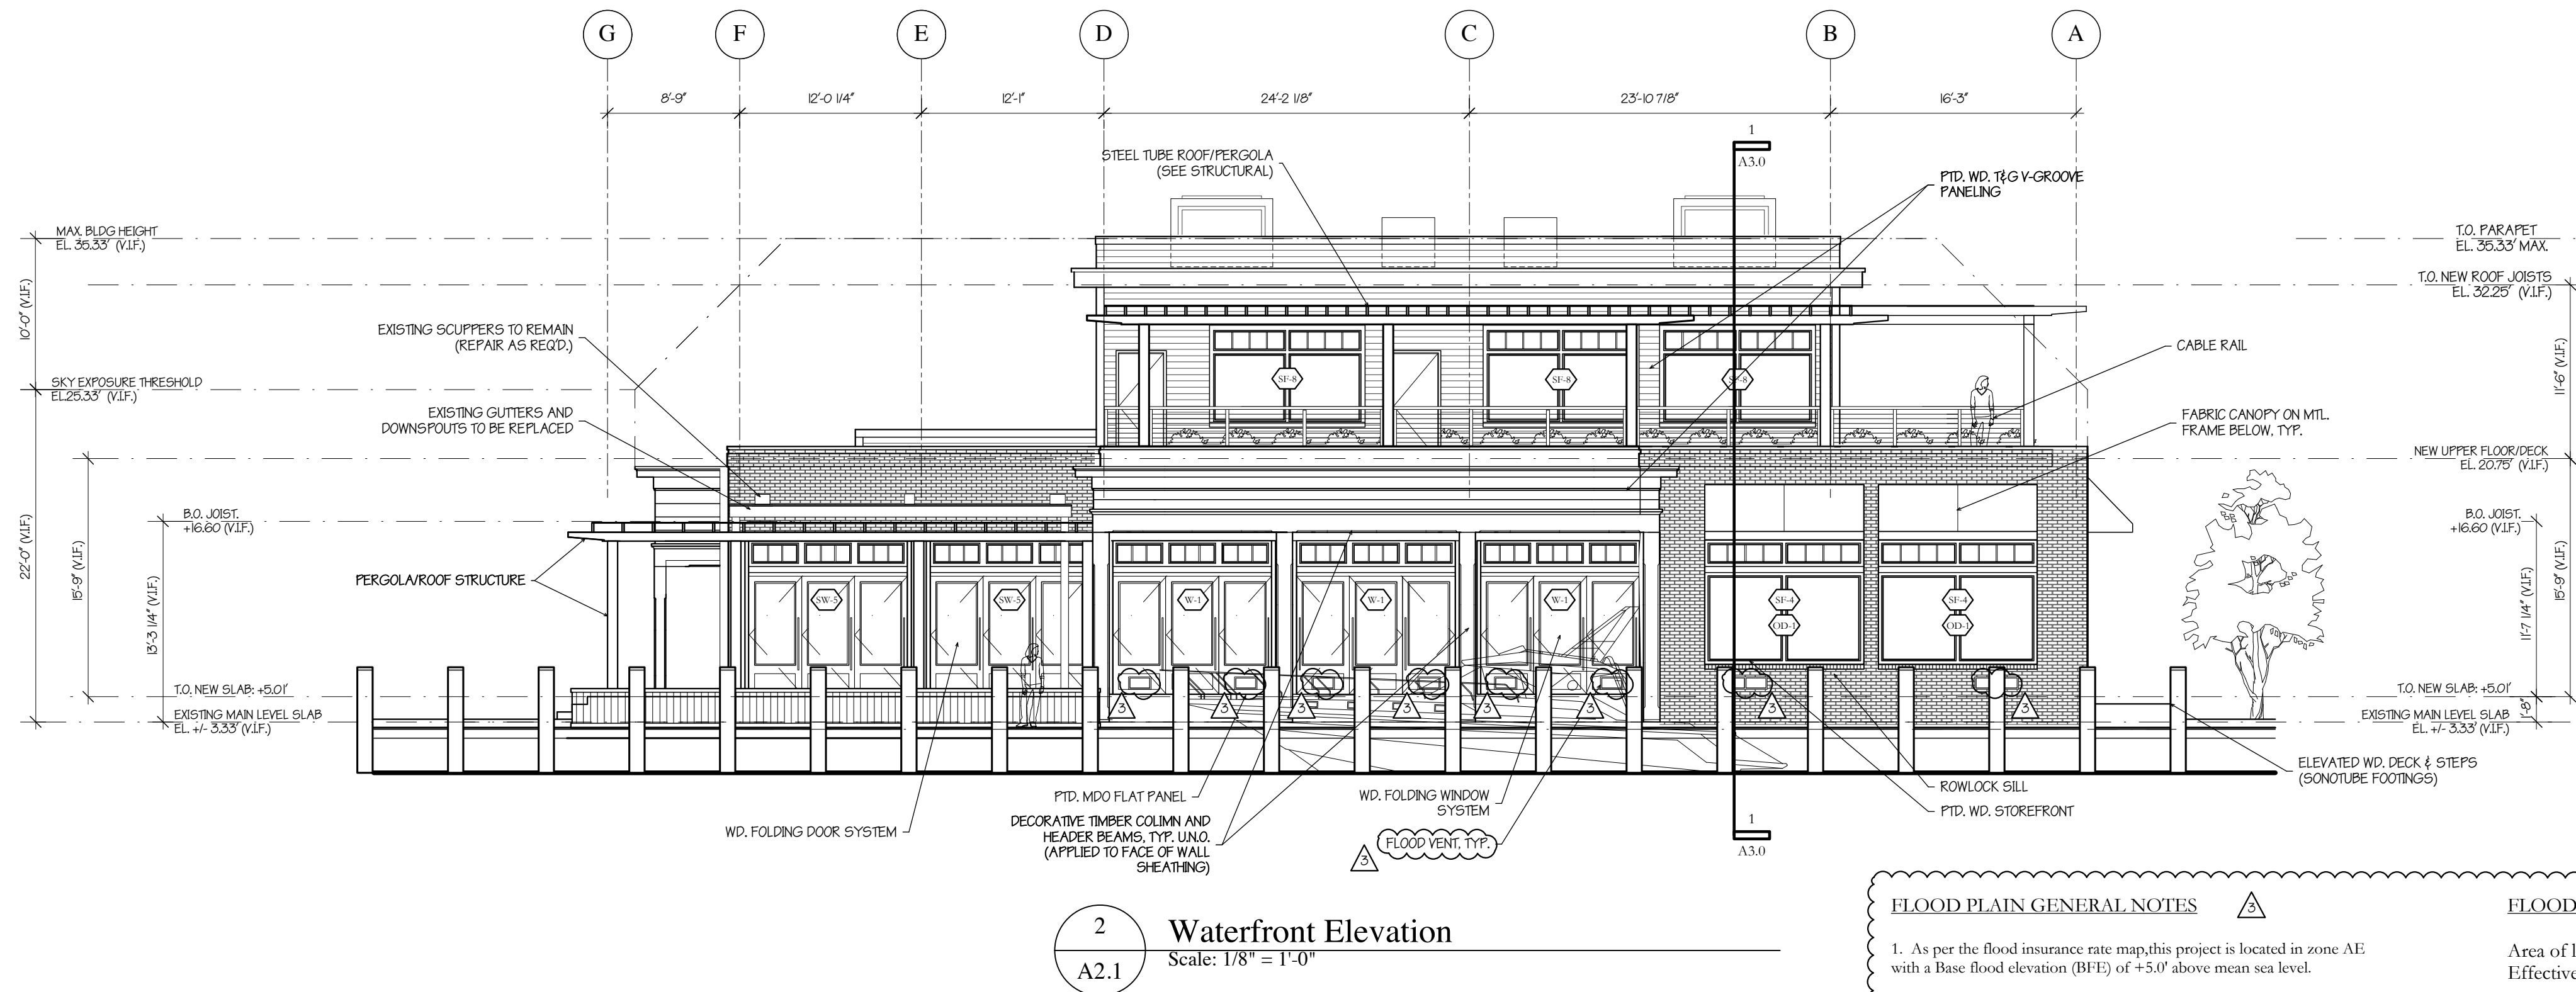 G
F
E
D
C
B
A
8'-9"
12'-0 1/4"
12'-1"
24'-2 1/8"
23'-10 7/8"
16'-3"
1
A3.0
STEEL TUBE ROOF/PERGOLA
(SEE STRUCTURAL)
PTD. WD. T&G V-GROOVE
PANELING
MAX. BLDG HEIGHT
EL. 35.33' (V.I.F.)
T.O. PARAPET
EL. 35.33' MAX.
T.O. NEW ROOF JOISTS
EL. 32.25' (V.I.F.)
10'-0" (V.I.F.)
EXISTING SCUPPERS TO REMAIN
(REPAIR AS REQ'D.)
CABLE RAIL
11'-6" (V.I.F.)
SKY EXPOSURE THRESHOLD
EL.25.33' (V.I.F.)
SF-8
SF-8
SF-8
EXISTING GUTTERS AND
DOWNSPOUTS TO BE REPLACED
FABRIC CANOPY ON MTL.
FRAME BELOW, TYP.
NEW UPPER FLOOR/DECK
EL. 20.75' (V.I.F.)
B.O. JOIST.
+16.60 (V.I.F.)
B.O. JOIST.
+16.60 (V.I.F.)
22'-0" (V.I.F.)
15'-9" (V.I.F.)
13'-3 1/4" (V.I.F.)
PERGOLA/ROOF STRUCTURE
SW-5
SW-5
W-1
W-1
W-1
SF-4
OD-1
SF-4
OD-1
11'-7 1/4" (V.I.F.)
15'-9" (V.I.F.)
T.O. NEW SLAB: +5.01'
EXISTING MAIN LEVEL SLAB
EL. +/- 3.33' (V.I.F.)
3
3
3
3
3
3
3
3
T.O. NEW SLAB: +5.01'
EXISTING MAIN LEVEL SLAB
EL. +/- 3.33' (V.I.F.)
1'-8"
ELEVATED WD. DECK & STEPS
(SONOTUBE FOOTINGS)
ROWLOCK SILL
PTD. WD. STOREFRONT
PTD. MDO FLAT PANEL
WD. FOLDING WINDOW
SYSTEM
WD. FOLDING DOOR SYSTEM
DECORATIVE TIMBER COLIMN AND
HEADER BEAMS, TYP. U.N.O.
(APPLIED TO FACE OF WALL
SHEATHING)
FLOOD VENT, TYP.
3
1
A3.0
2
A2.1
Waterfront Elevation
Scale: 1/8" = 1'-0"
FLOOD PLAIN GENERAL NOTES
3
1. As per the flood insurance rate map,this project is located in zone AE
with a Base flood elevation (BFE) of +5.0' above mean sea level.
FLOOD
Area of
Effective